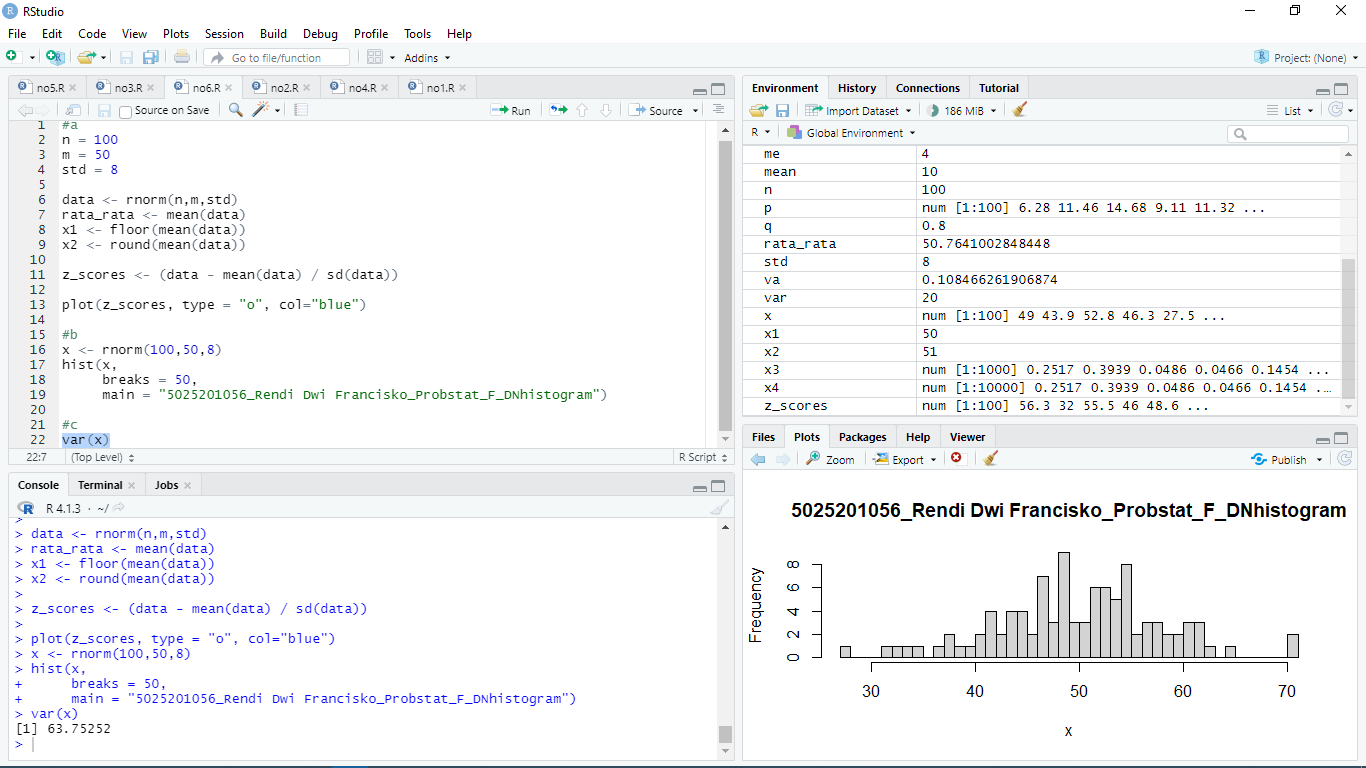 RStudio
File Edit Code View Plots Session Build Debug Profile Tools Help
Go to file/function Addins Project: (None)
no5.R no3.R no6.R no2.R no4.R no1.R
Source on Save Run Source
1 #a
2 n = 100
3 m = 50
4 std = 8
5
6 data <- rnorm(n,m,std)
7 rata_rata <- mean(data)
8 x1 <- floor(mean(data))
9 x2 <- round(mean(data))
10
11 z_scores <- (data - mean(data) / sd(data))
12
13 plot(z_scores, type = "o", col="blue")
14
15 #b
16 x <- rnorm(100,50,8)
17 hist(x,
18 breaks = 50,
19 main = "5025201056_Rendi Dwi Francisko_Probstat_F_DNhistogram")
20
21 #c
22 var(x)
22:7 (Top Level) R Script
Console Terminal Jobs
R 4.1.3 · ~/
>
> data <- rnorm(n,m,std)
> rata_rata <- mean(data)
> x1 <- floor(mean(data))
> x2 <- round(mean(data))
>
> z_scores <- (data - mean(data) / sd(data))
>
> plot(z_scores, type = "o", col="blue")
> x <- rnorm(100,50,8)
> hist(x,
+ breaks = 50,
+ main = "5025201056_Rendi Dwi Francisko_Probstat_F_DNhistogram")
> var(x)
[1] 63.75252
>
Environment History Connections Tutorial
Import Dataset 186 MiB List
R Global Environment
me 4
mean 10
n 100
p num [1:100] 6.28 11.46 14.68 9.11 11.32 ...
q 0.8
rata_rata 50.7641002848448
std 8
va 0.108466261906874
var 20
x num [1:100] 49 43.9 52.8 46.3 27.5 ...
x1 50
x2 51
x3 num [1:1000] 0.2517 0.3939 0.0486 0.0466 0.1454 ...
x4 num [1:10000] 0.2517 0.3939 0.0486 0.0466 0.1454 ...
z_scores num [1:100] 56.3 32 55.5 46 48.6 ...
Files Plots Packages Help Viewer
Zoom Export Publish
5025201056_Rendi Dwi Francisko_Probstat_F_DNhistogram
Frequency
8
6
4
2
0
30 40 50 60 70
x